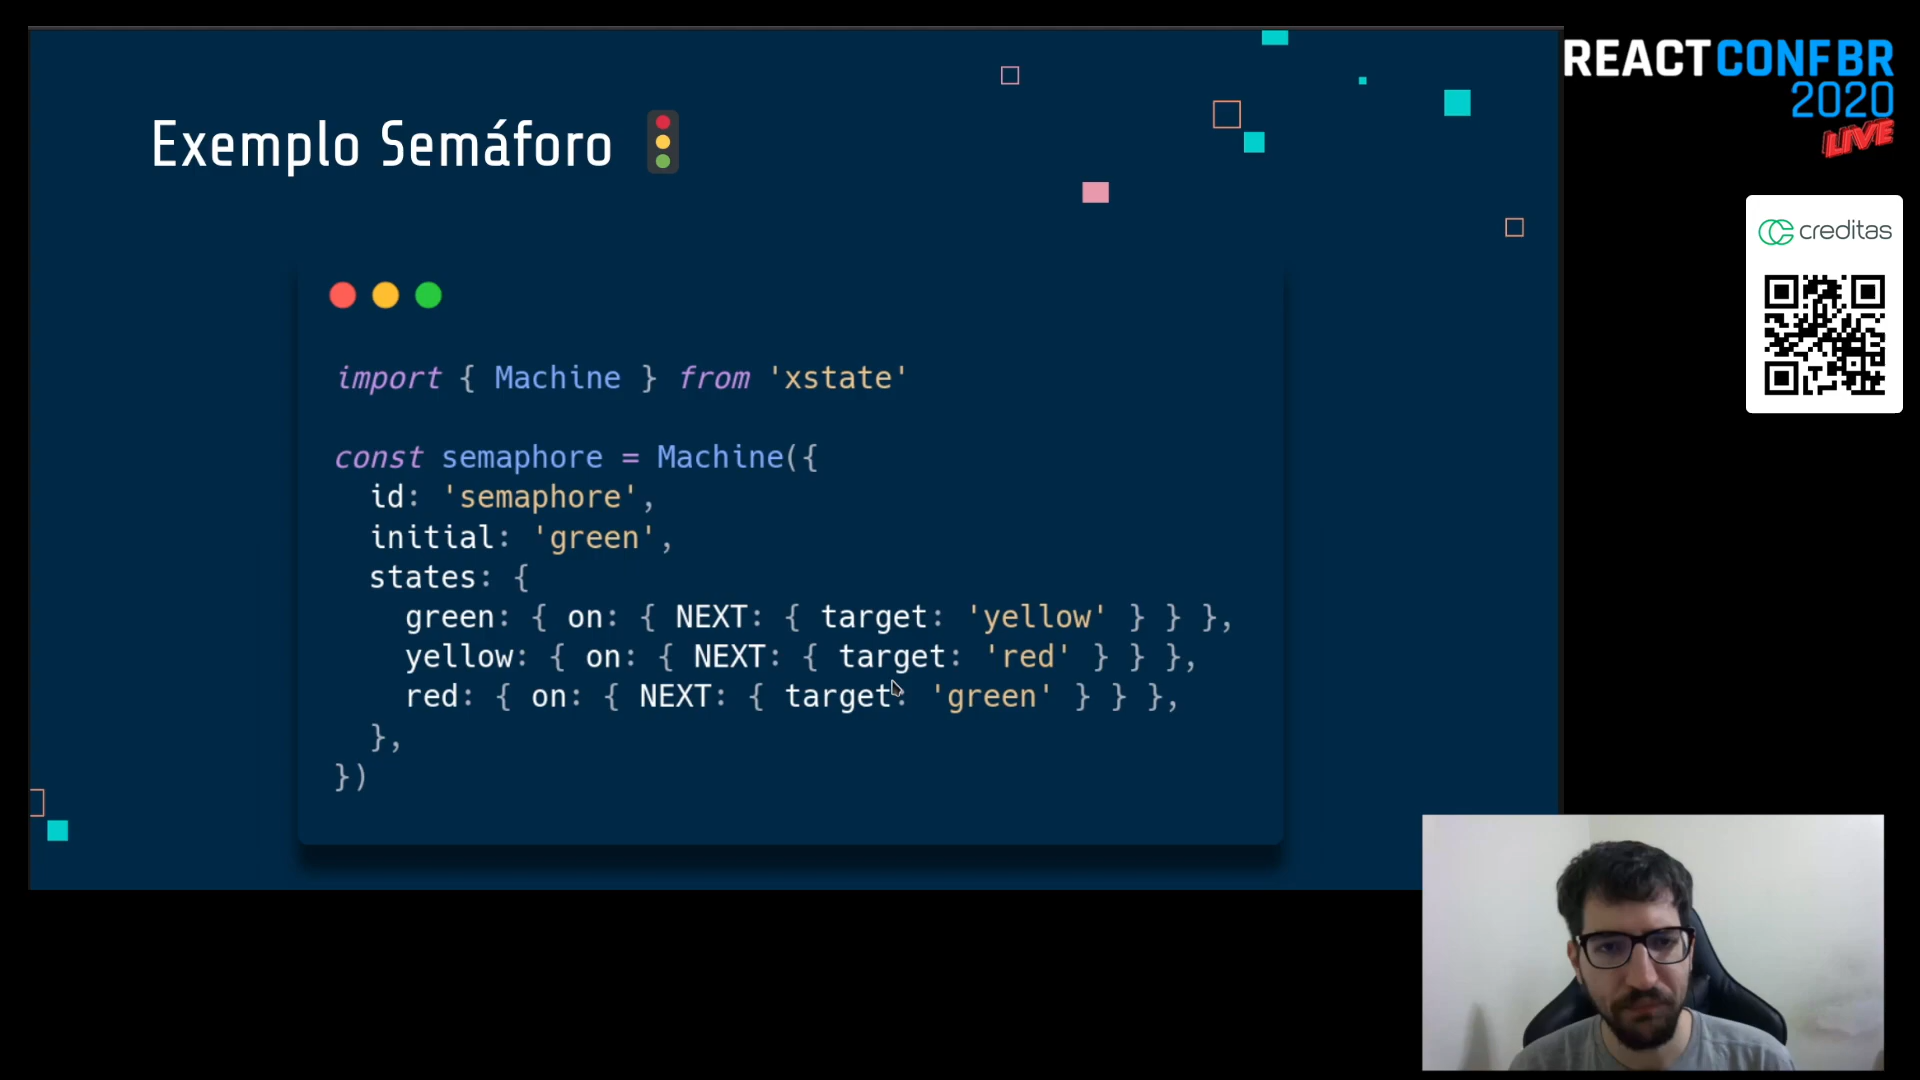 Exemplo Semáforo
import { Machine } from 'xstate'
const semaphore = Machine({
  id: 'semaphore',
  initial: 'green',
  states: {
    green: { on: { NEXT: { target: 'yellow' } } },
    yellow: { on: { NEXT: { target: 'red' } } },
    red: { on: { NEXT: { target: 'green' } } },
  },
})
REACTCONFBR
2020
LIVE
creditas